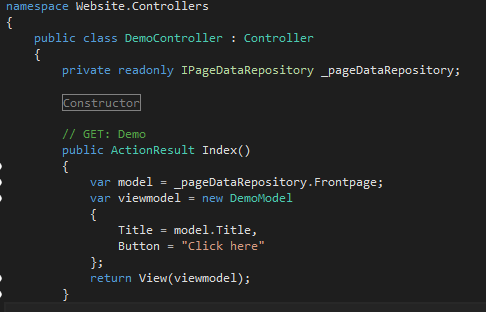 namespace Website.Controllers
{
    public class DemoController : Controller
    {
        private readonly IPageDataRepository _pageDataRepository;
        Constructor
        // GET: Demo
        public ActionResult Index()
        {
            var model = _pageDataRepository.Frontpage;
            var viewmodel = new DemoModel
            {
                Title = model.Title,
                Button = "Click here"
            };
            return View(viewmodel);
        }